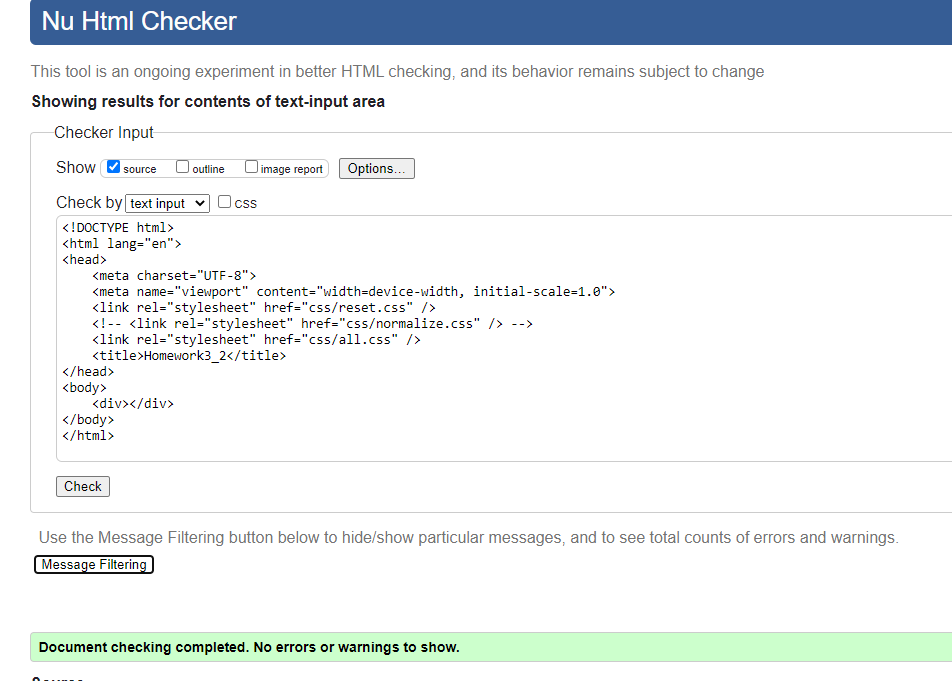 Nu Html Checker
This tool is an ongoing experiment in better HTML checking, and its behavior remains subject to change
Showing results for contents of text-input area
Checker Input
Show source outline image report Options...
Check by text input css
<!DOCTYPE html>
<html lang="en">
<head>
    <meta charset="UTF-8">
    <meta name="viewport" content="width=device-width, initial-scale=1.0">
    <link rel="stylesheet" href="css/reset.css" />
    <!-- <link rel="stylesheet" href="css/normalize.css" /> -->
    <link rel="stylesheet" href="css/all.css" />
    <title>Homework3_2</title>
</head>
<body>
    <div></div>
</body>
</html>
Check
Use the Message Filtering button below to hide/show particular messages, and to see total counts of errors and warnings.
Message Filtering
Document checking completed. No errors or warnings to show.